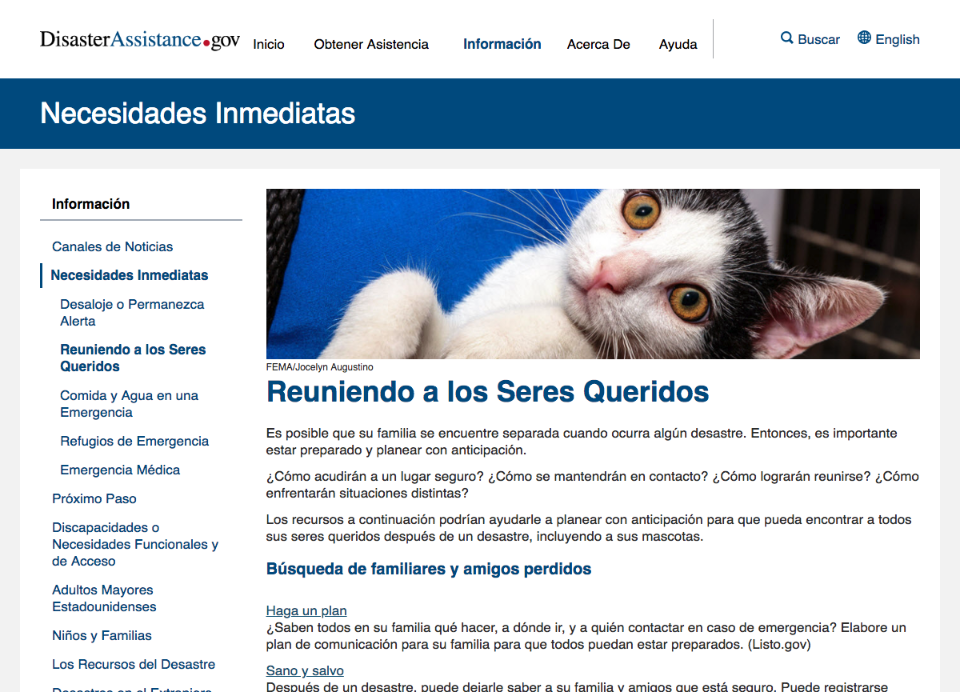 DisasterAssistance.gov
Inicio
Obtener Asistencia
Información
Acerca De
Ayuda
Buscar
English
Necesidades Inmediatas
Información
Canales de Noticias
Necesidades Inmediatas
Desaloje o Permanezca
Alerta
Reuniendo a los Seres
Queridos
Comida y Agua en una
Emergencia
Refugios de Emergencia
Emergencia Médica
Próximo Paso
Discapacidades o
Necesidades Funcionales y
de Acceso
Adultos Mayores
Estadounidenses
Niños y Familias
Los Recursos del Desastre
Desastres en el Extranjero
FEMA/Jocelyn Augustino
Reuniendo a los Seres Queridos
Es posible que su familia se encuentre separada cuando ocurra algún desastre. Entonces, es importante
estar preparado y planear con anticipación.
¿Cómo acudirán a un lugar seguro? ¿Cómo se mantendrán en contacto? ¿Cómo lograrán reunirse? ¿Cómo
enfrentarán situaciones distintas?
Los recursos a continuación podrían ayudarle a planear con anticipación para que pueda encontrar a todos
sus seres queridos después de un desastre, incluyendo a sus mascotas.
Búsqueda de familiares y amigos perdidos
Haga un plan
¿Saben todos en su familia qué hacer, a dónde ir, y a quién contactar en caso de emergencia? Elabore un
plan de comunicación para su familia para que todos puedan estar preparados. (Listo.gov)
Sano y salvo
Después de un desastre, puede dejarle saber a su familia y amigos que está seguro. Puede registrarse